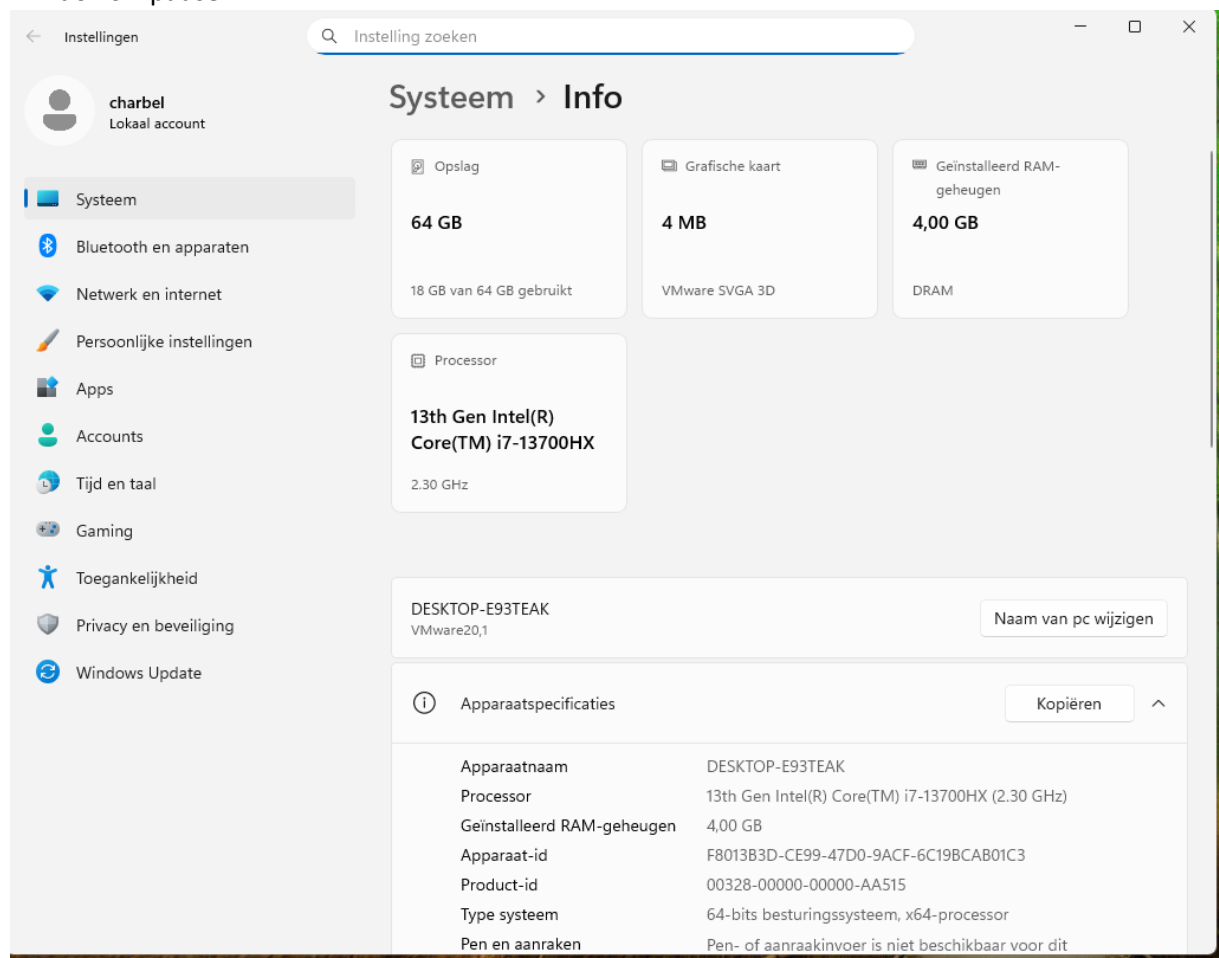 Instellingen
Instelling zoeken
charbel
Lokaal account
Systeem
Bluetooth en apparaten
Netwerk en internet
Persoonlijke instellingen
Apps
Accounts
Tijd en taal
Gaming
Toegankelijkheid
Privacy en beveiliging
Windows Update
Systeem > Info
Opslag
64 GB
18 GB van 64 GB gebruikt
Grafische kaart
4 MB
VMware SVGA 3D
Geïnstalleerd RAM-
geheugen
4,00 GB
DRAM
Processor
13th Gen Intel(R)
Core(TM) i7-13700HX
2.30 GHz
DESKTOP-E93TEAK
VMware20,1
Naam van pc wijzigen
Apparaatspecificaties
Kopiëren
Apparaatnaam DESKTOP-E93TEAK
Processor 13th Gen Intel(R) Core(TM) i7-13700HX (2.30 GHz)
Geïnstalleerd RAM-geheugen 4,00 GB
Apparaat-id F8013B3D-CE99-47D0-9ACF-6C19BCAB01C3
Product-id 00328-00000-00000-AA515
Type systeem 64-bits besturingssysteem, x64-processor
Pen en aanraken Pen- of aanraakinvoer is niet beschikbaar voor dit